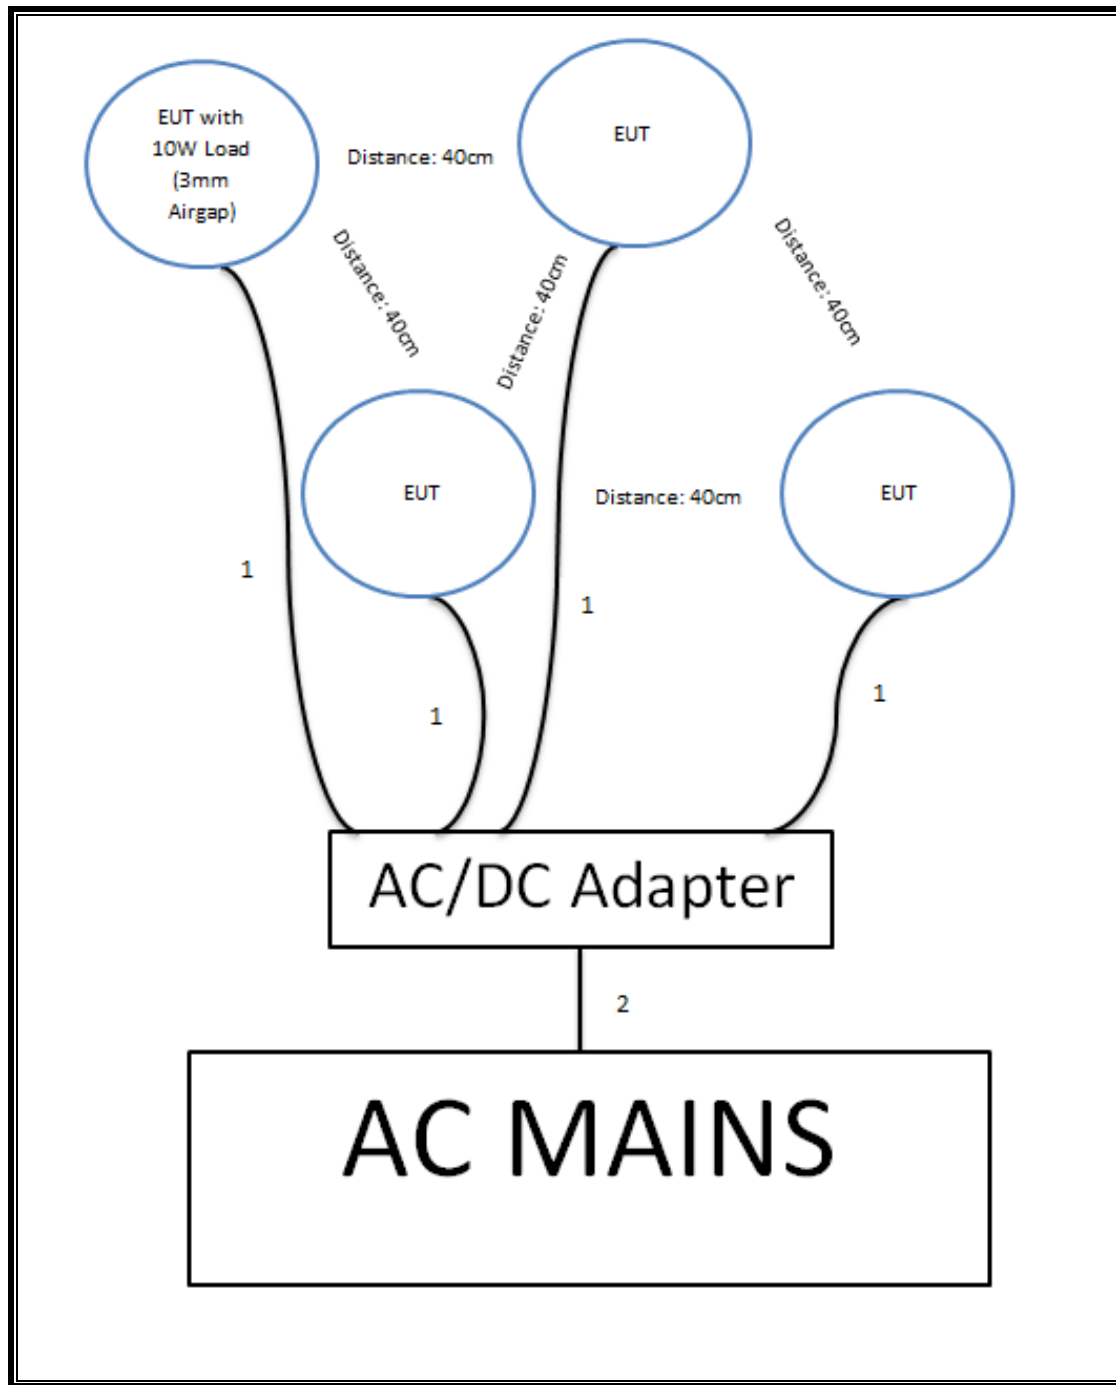 EUT with
10W Load
(3mm
Airgap)
Distance: 40cm
EUT
Distance: 40cm
Distance: 40cm
Distance: 40cm
EUT
Distance: 40cm
EUT
1
1
1
1
AC/DC Adapter
2
AC MAINS